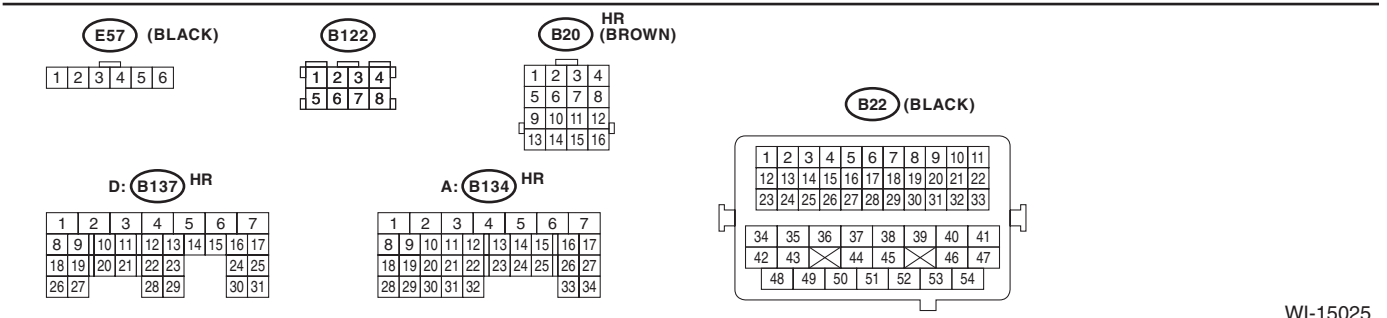 E57 (BLACK)
1 2 3 4 5 6
B122
1 2 3 4
5 6 7 8
B20 HR (BROWN)
1 2 3 4
5 6 7 8
9 10 11 12
13 14 15 16
B22 (BLACK)
1 2 3 4 5 6 7 8 9 10 11
12 13 14 15 16 17 18 19 20 21 22
23 24 25 26 27 28 29 30 31 32 33
34 35 36 37 38 39 40 41
42 43 44 45 46 47
48 49 50 51 52 53 54
D: B137 HR
1 2 3 4 5 6 7
8 9 10 11 12 13 14 15 16 17
18 19 20 21 22 23 24 25
26 27 28 29 30 31
A: B134 HR
1 2 3 4 5 6 7
8 9 10 11 12 13 14 15 16 17
18 19 20 21 22 23 24 25 26 27
28 29 30 31 32 33 34
WI-15025